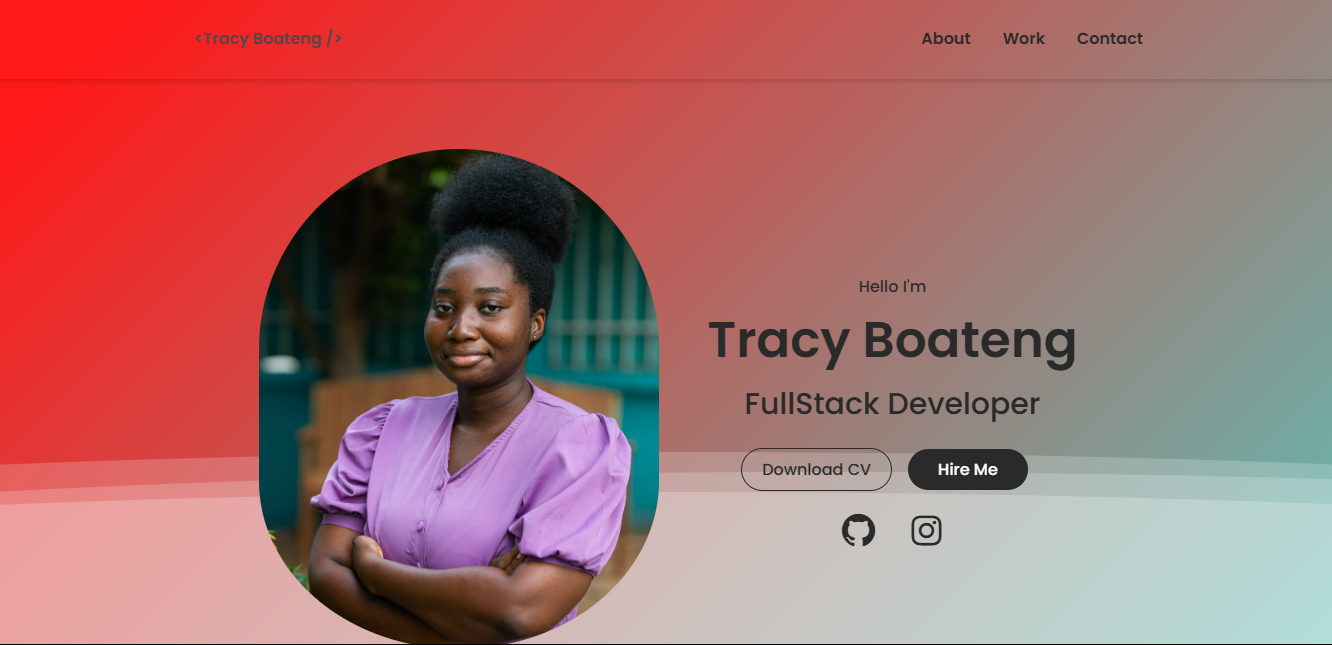 <Tracy Boateng />
About Work Contact
Hello I'm
Tracy Boateng
FullStack Developer
Download CV Hire Me